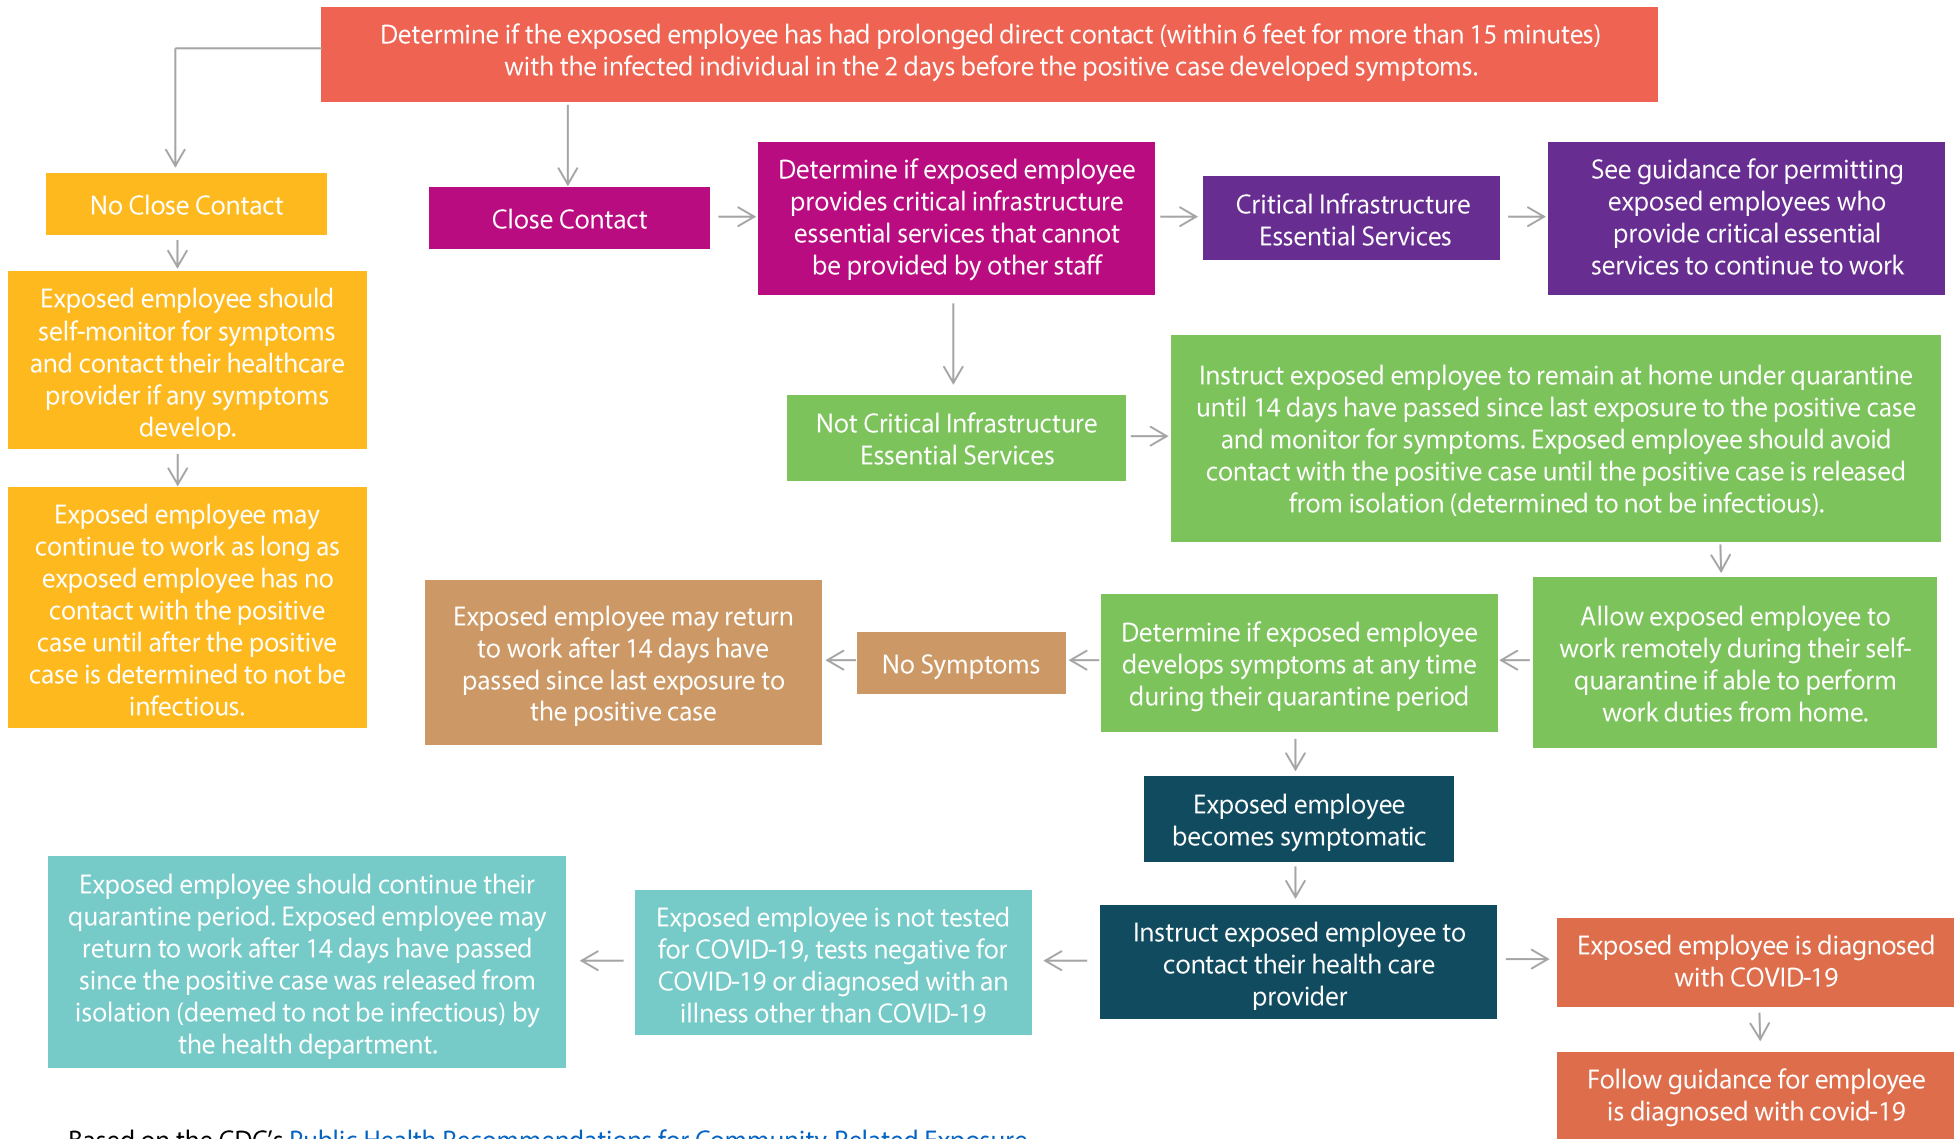 Determine if the exposed employee has had prolonged direct contact (within 6 feet for more than 15 minutes)
with the infected individual in the 2 days before the positive case developed symptoms.
No Close Contact
Exposed employee should
self-monitor for symptoms
and contact their healthcare
provider if any symptoms
develop.
Exposed employee may
continue to work as long as
exposed employee has no
contact with the positive
case until after the positive
case is determined to not be
infectious.
Close Contact
Determine if exposed employee
provides critical infrastructure
essential services that cannot
be provided by other staff
Critical Infrastructure
Essential Services
See guidance for permitting
exposed employees who
provide critical essential
services to continue to work
Not Critical Infrastructure
Essential Services
Instruct exposed employee to remain at home under quarantine
until 14 days have passed since last exposure to the positive case
and monitor for symptoms. Exposed employee should avoid
contact with the positive case until the positive case is released
from isolation (determined to not be infectious).
Allow exposed employee to
work remotely during their self-
quarantine if able to perform
work duties from home.
Determine if exposed employee
develops symptoms at any time
during their quarantine period
No Symptoms
Exposed employee may return
to work after 14 days have
passed since last exposure to
the positive case
Exposed employee
becomes symptomatic
Instruct exposed employee to
contact their health care
provider
Exposed employee is not tested
for COVID-19, tests negative for
COVID-19 or diagnosed with an
illness other than COVID-19
Exposed employee should continue their
quarantine period. Exposed employee may
return to work after 14 days have passed
since the positive case was released from
isolation (deemed to not be infectious) by
the health department.
Exposed employee is diagnosed
with COVID-19
Follow guidance for employee
is diagnosed with covid-19
Based on the CDC's Public Health Recommendations for Community-Related Exposure